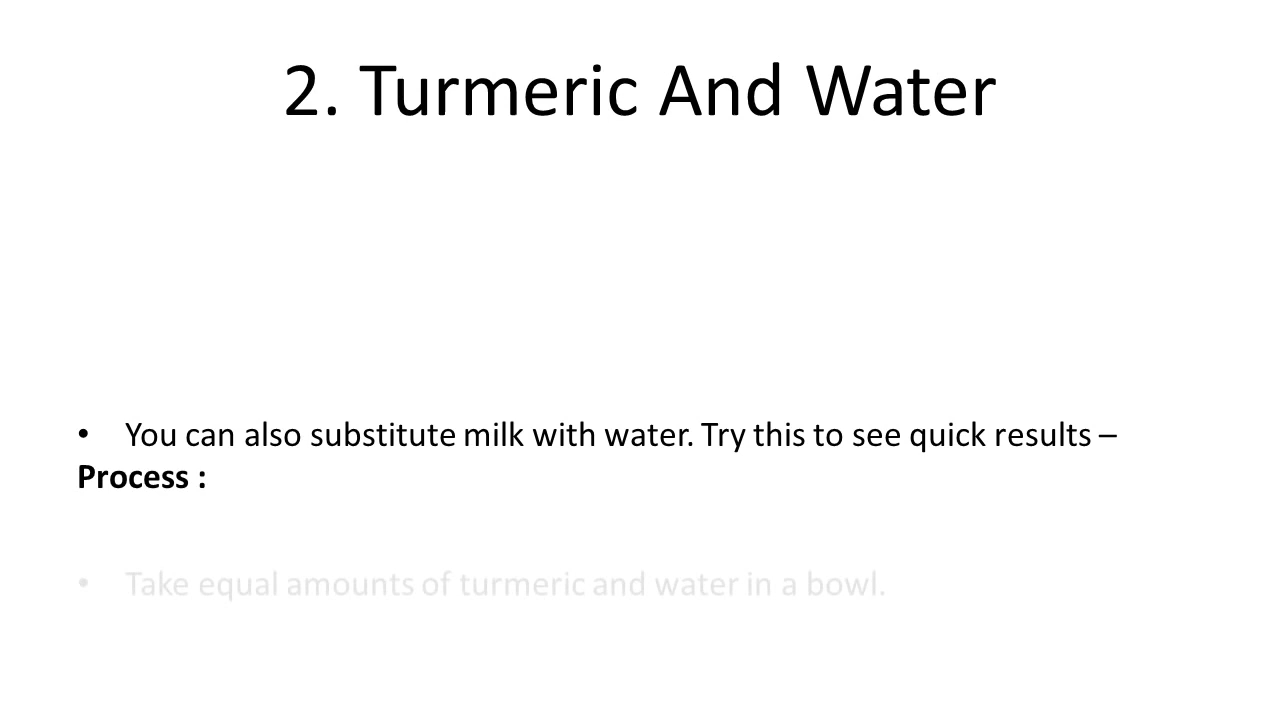 2. Turmeric And Water
• You can also substitute milk with water. Try this to see quick results –
Process :
• Take equal amounts of turmeric and water in a bowl.